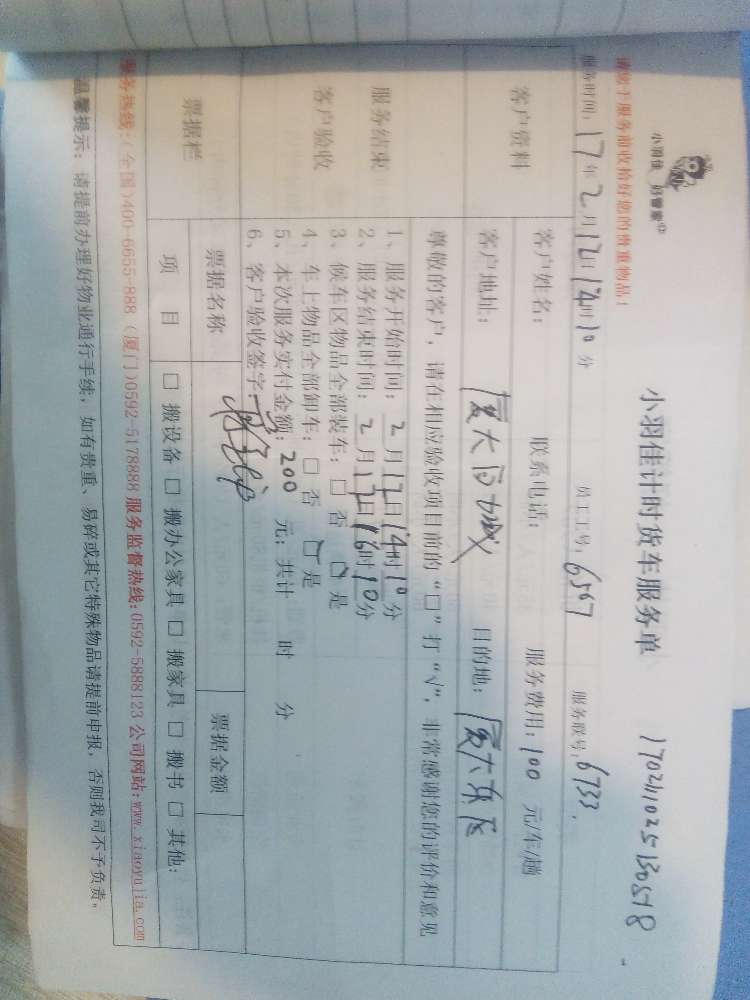 小羽佳 好管家
小羽佳计时货车服务单 170211025130518
请您于服务前收拾好您的贵重物品!
服务时间: 17年2月12日14时10分 员工工号: 6567 服务账号: 6733
客户资料 客户姓名: 联系电话: 服务费用: 100 元/车/趟
客户地址: 厦大白城 目的地: 厦大东区
尊敬的客户, 请在相应验收项目前的“□”打“√”, 非常感谢您的评价和意见
服务结束
客户验收
1、服务开始时间: 2月12日14时10分
2、服务结束时间: 2月12日16时10分
3、候车区物品全部装车: □ 否 □ 是
4、车上物品全部卸车: □ 否 □ 是
5、本次服务实付金额: 200 元; 共计 时 分
6、客户验收签字:
票据栏 票据名称 票据金额
项 目 □ 搬设备 □ 搬办公家具 □ 搬家具 □ 搬书 □ 其他:
服务热线:(全国)400-6655-888 (厦门)0592-5178888 服务监督热线:0592-5888123 公司网站:www.xiaoyujia.com
温馨提示: 请提前办理好物业通行手续, 如有贵重、易碎或其它特殊物品请提前申报, 否则我司不予负责。